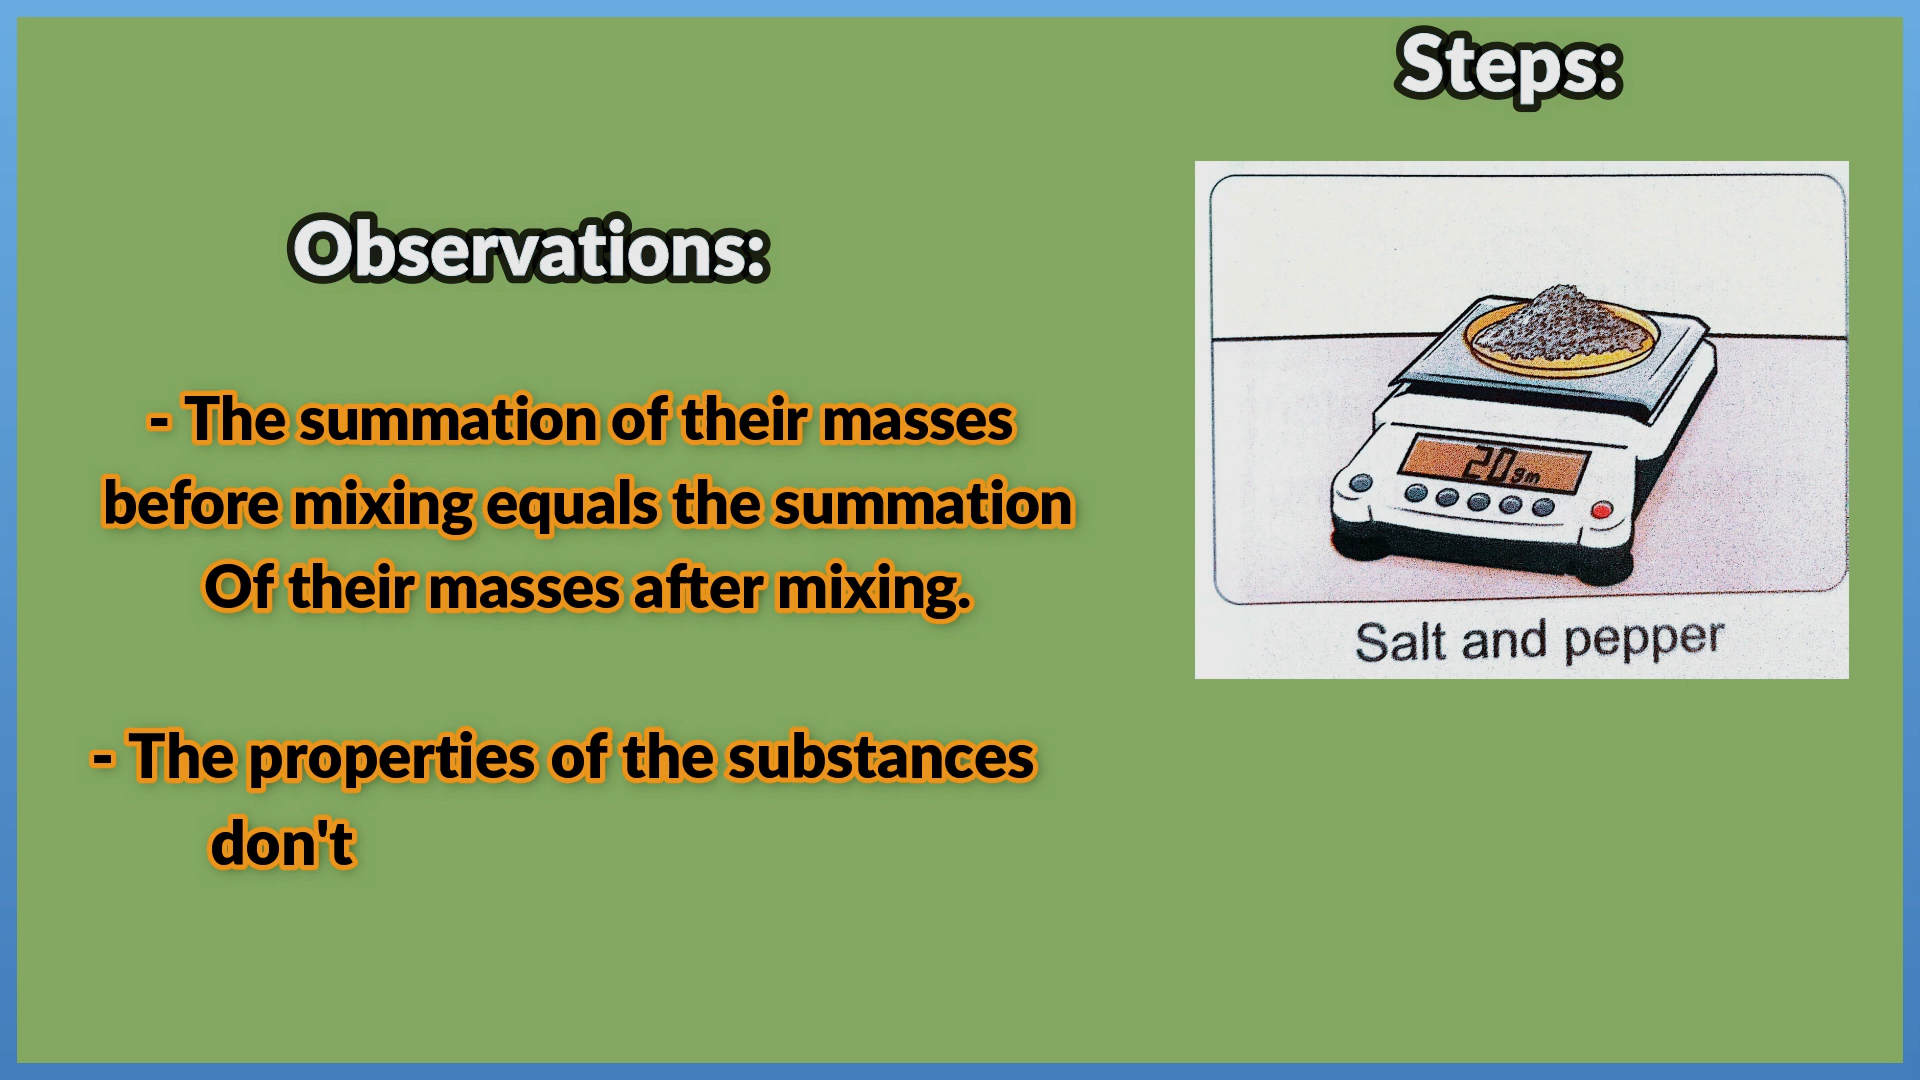 Steps:
Observations:
- The summation of their masses
before mixing equals the summation
Of their masses after mixing.
- The properties of the substances
don't
20gm
Salt and pepper